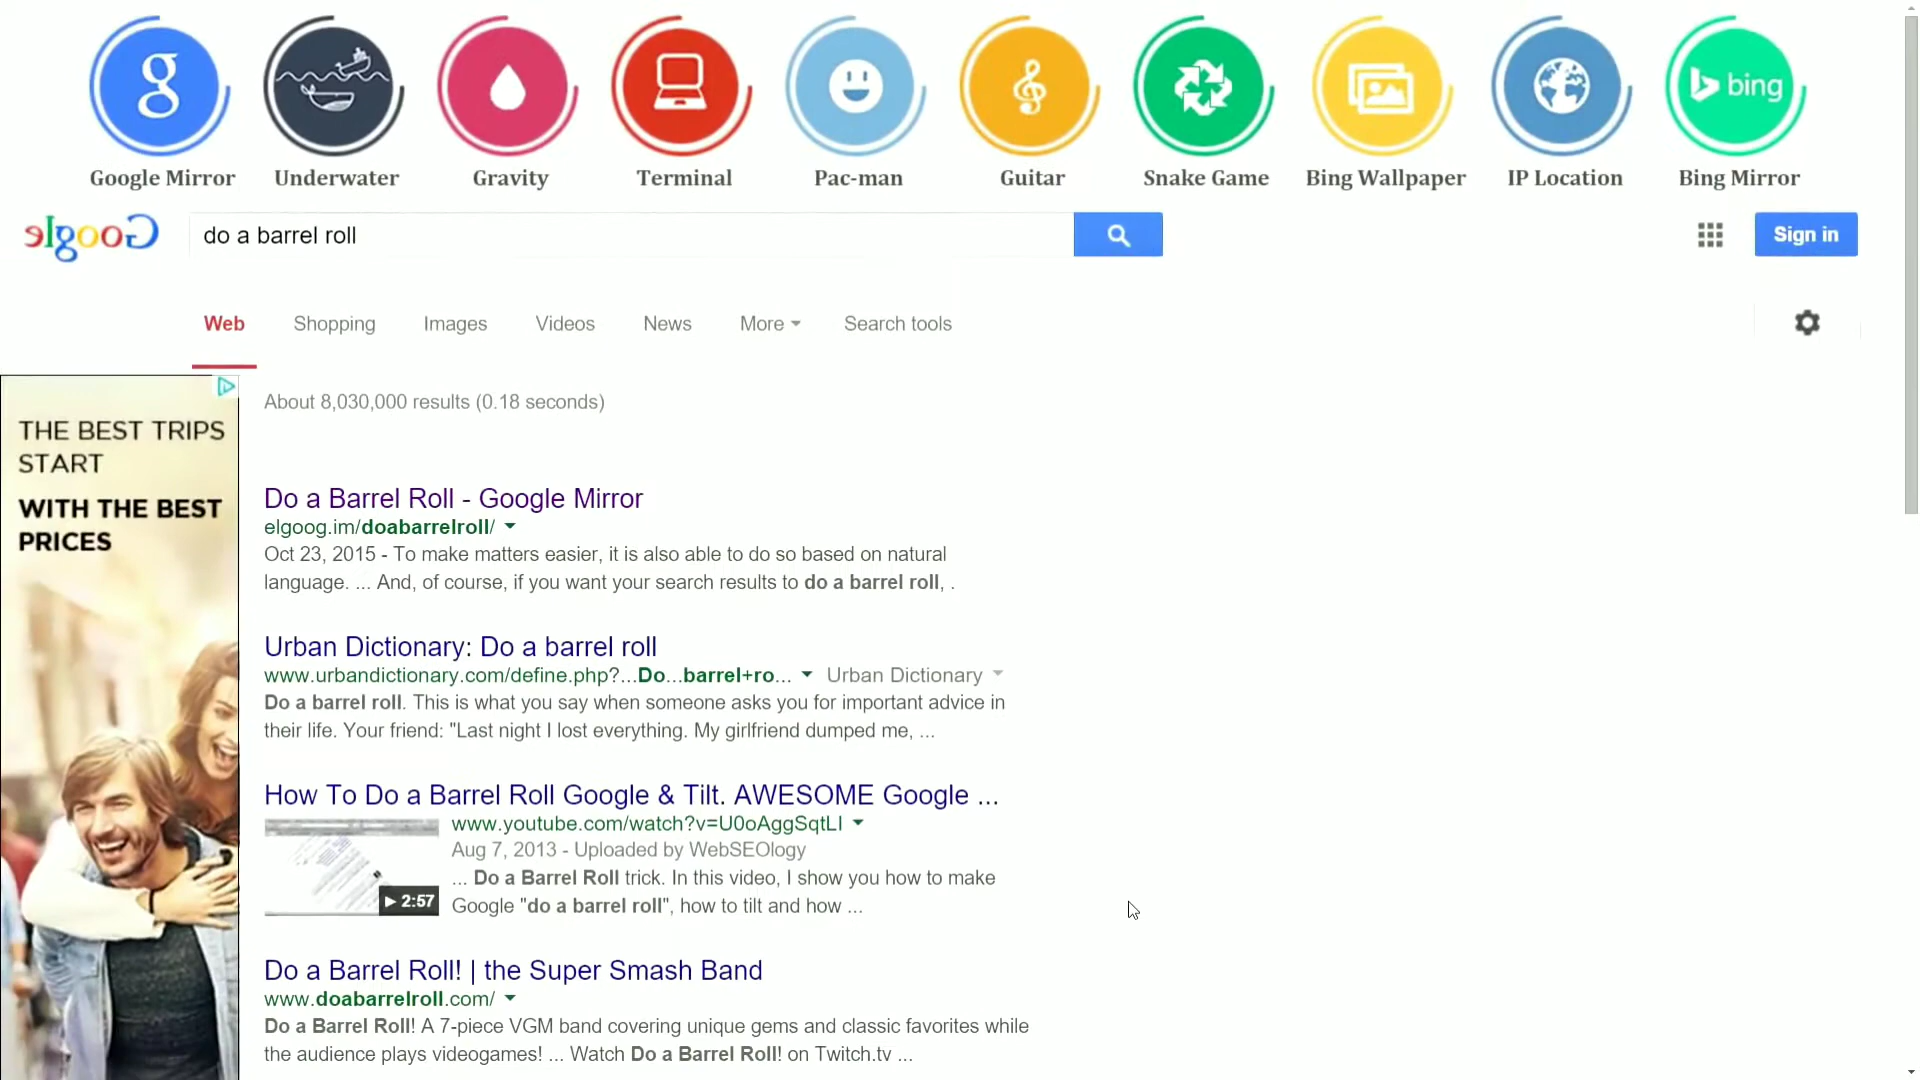 g
bing
Google Mirror
Underwater
Gravity
Terminal
Pac-man
Guitar
Snake Game
Bing Wallpaper
IP Location
Bing Mirror
Google
do a barrel roll
Sign in
Web
Shopping
Images
Videos
News
More
Search tools
About 8,030,000 results (0.18 seconds)
THE BEST TRIPS
START
WITH THE BEST
PRICES
Do a Barrel Roll - Google Mirror
elgoog.im/doabarrelroll/
Oct 23, 2015 - To make matters easier, it is also able to do so based on natural
language. ... And, of course, if you want your search results to do a barrel roll, .
Urban Dictionary: Do a barrel roll
www.urbandictionary.com/define.php?...Do...barrel+ro... Urban Dictionary
Do a barrel roll. This is what you say when someone asks you for important advice in
their life. Your friend: "Last night I lost everything. My girlfriend dumped me, ...
How To Do a Barrel Roll Google & Tilt. AWESOME Google ...
www.youtube.com/watch?v=U0oAggSqtLI
Aug 7, 2013 - Uploaded by WebSEOlogy
... Do a Barrel Roll trick. In this video, I show you how to make
Google "do a barrel roll", how to tilt and how ...
2:57
Do a Barrel Roll! | the Super Smash Band
www.doabarrelroll.com/
Do a Barrel Roll! A 7-piece VGM band covering unique gems and classic favorites while
the audience plays videogames! ... Watch Do a Barrel Roll! on Twitch.tv ...